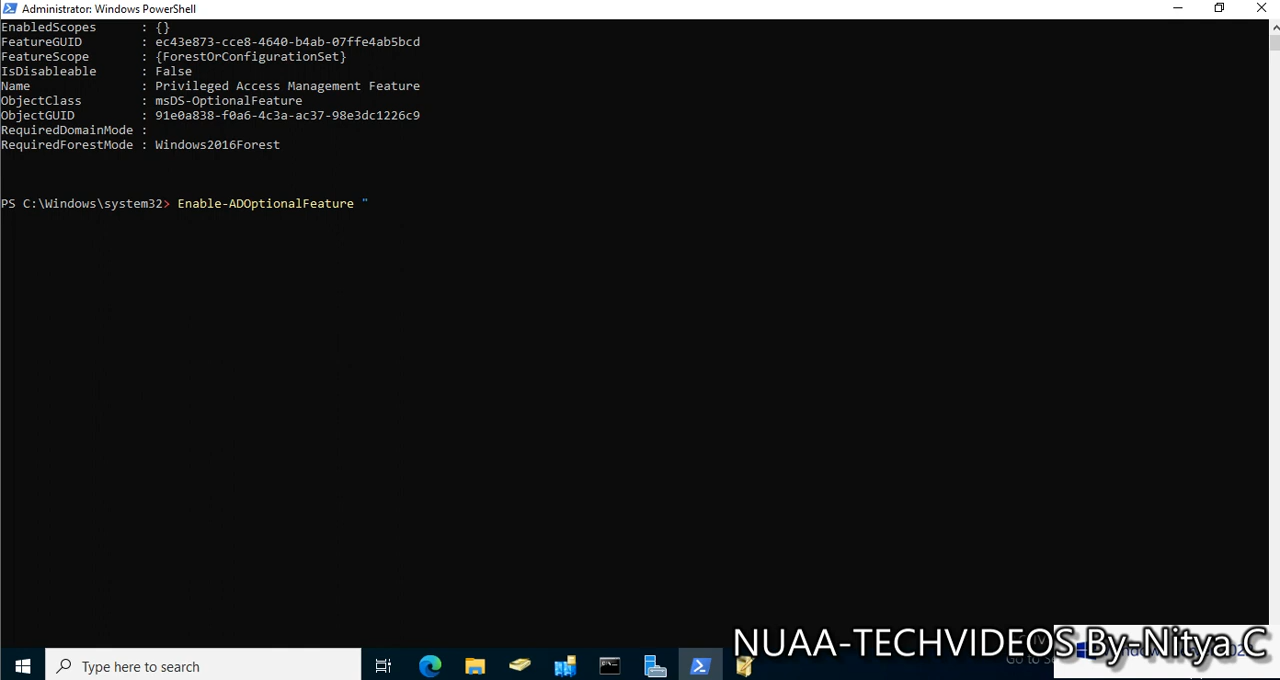 Administrator: Windows PowerShell
EnabledScopes : {}
FeatureGUID : ec43e873-cce8-4640-b4ab-07ffe4ab5bcd
FeatureScope : {ForestOrConfigurationSet}
IsDisableable : False
Name : Privileged Access Management Feature
ObjectClass : msDS-OptionalFeature
ObjectGUID : 91e0a838-f0a6-4c3a-ac37-98e3dc1226c9
RequiredDomainMode :
RequiredForestMode : Windows2016Forest
PS C:\Windows\system32> Enable-ADOptionalFeature "
NUAA-TECHVIDEOS By-Nitya C
Type here to search